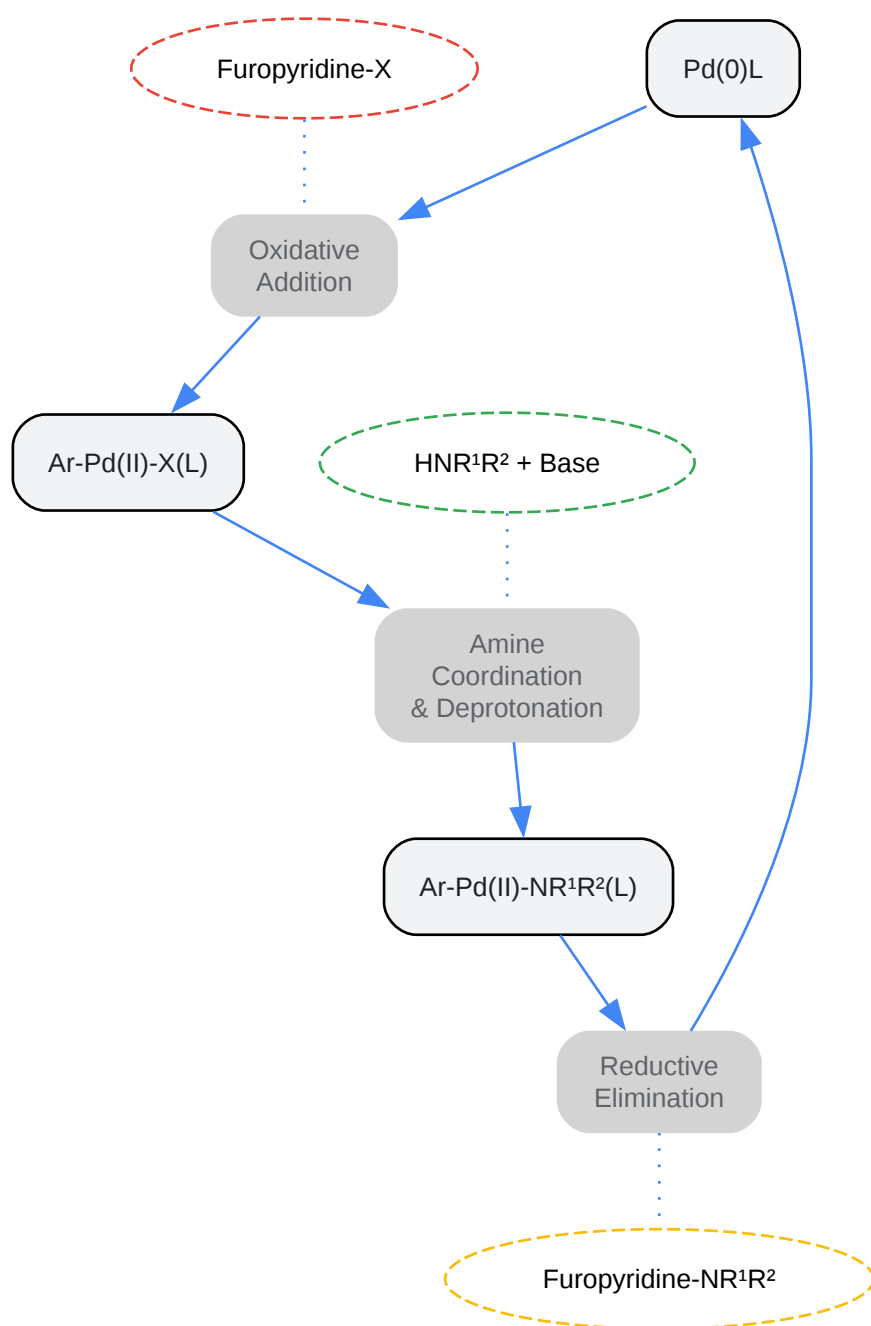 Furopyridine-X
Pd(0)L
Oxidative
Addition
Ar-Pd(II)-X(L)
HNR¹R² + Base
Amine
Coordination
& Deprotonation
Ar-Pd(II)-NR¹R²(L)
Reductive
Elimination
Furopyridine-NR¹R²